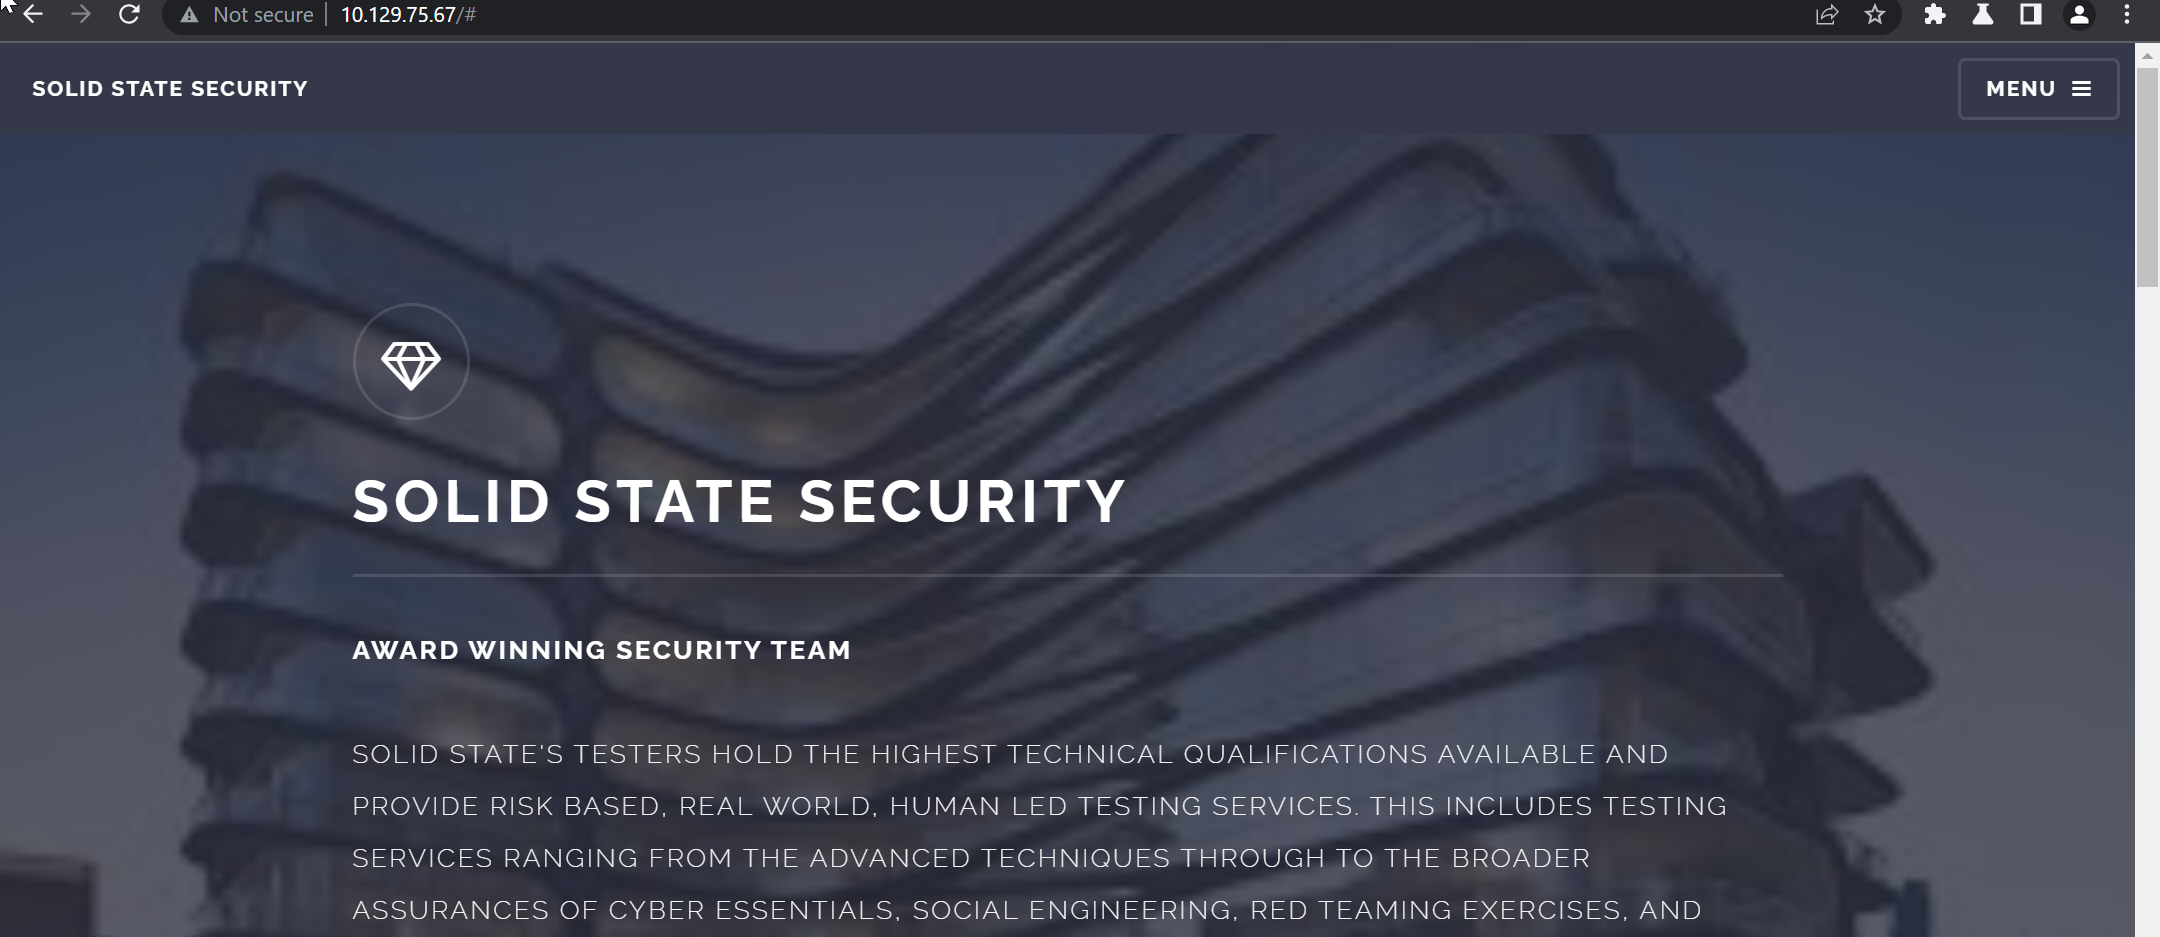 Not secure | 10.129.75.67/#
SOLID STATE SECURITY
MENU
SOLID STATE SECURITY
AWARD WINNING SECURITY TEAM
SOLID STATE'S TESTERS HOLD THE HIGHEST TECHNICAL QUALIFICATIONS AVAILABLE AND
PROVIDE RISK BASED, REAL WORLD, HUMAN LED TESTING SERVICES. THIS INCLUDES TESTING
SERVICES RANGING FROM THE ADVANCED TECHNIQUES THROUGH TO THE BROADER
ASSURANCES OF CYBER ESSENTIALS, SOCIAL ENGINEERING, RED TEAMING EXERCISES, AND